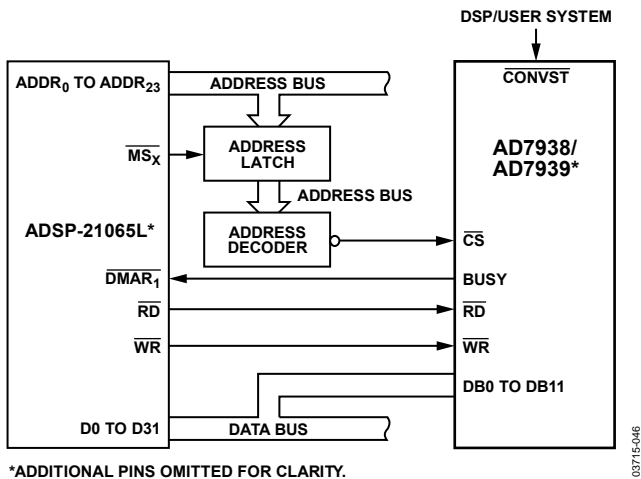 DSP/USER SYSTEM
ADDR0 TO ADDR23
ADDRESS BUS
CONVST
MSX
ADDRESS
LATCH
AD7938/
AD7939*
ADDRESS BUS
ADSP-21065L*
ADDRESS
DECODER
CS
DMAR1
BUSY
RD
RD
WR
WR
DB0 TO DB11
D0 TO D31
DATA BUS
*ADDITIONAL PINS OMITTED FOR CLARITY.
03715-046